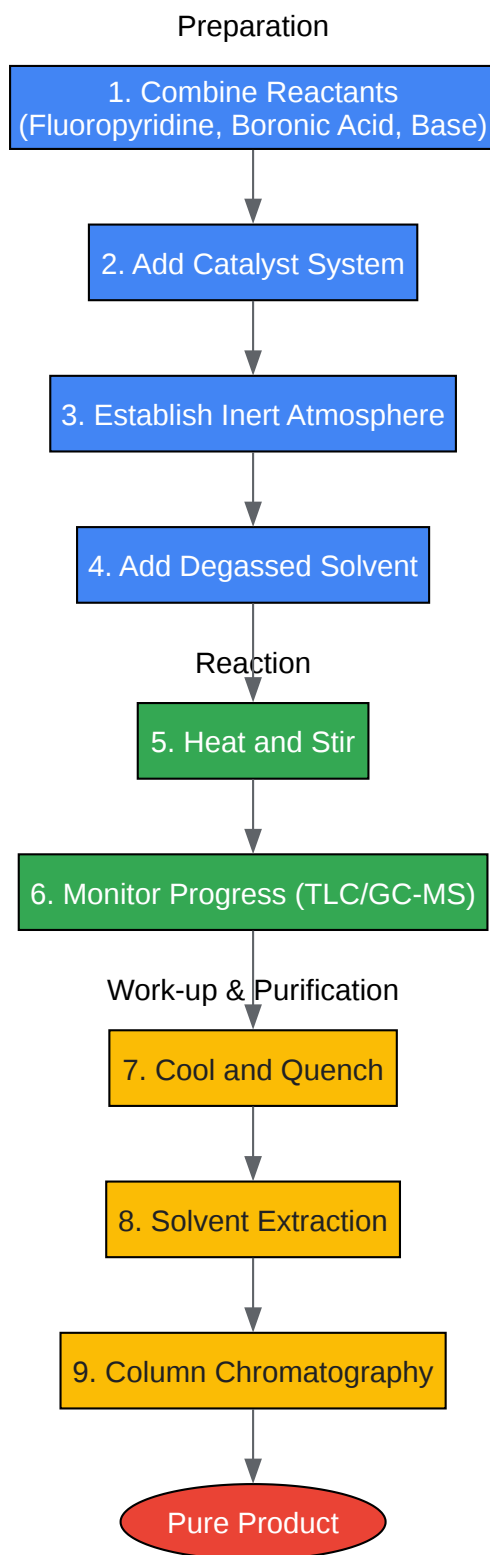 Preparation
1. Combine Reactants
(Fluoropyridine, Boronic Acid, Base)
2. Add Catalyst System
3. Establish Inert Atmosphere
4. Add Degassed Solvent
Reaction
5. Heat and Stir
6. Monitor Progress (TLC/GC-MS)
Work-up & Purification
7. Cool and Quench
8. Solvent Extraction
9. Column Chromatography
Pure Product